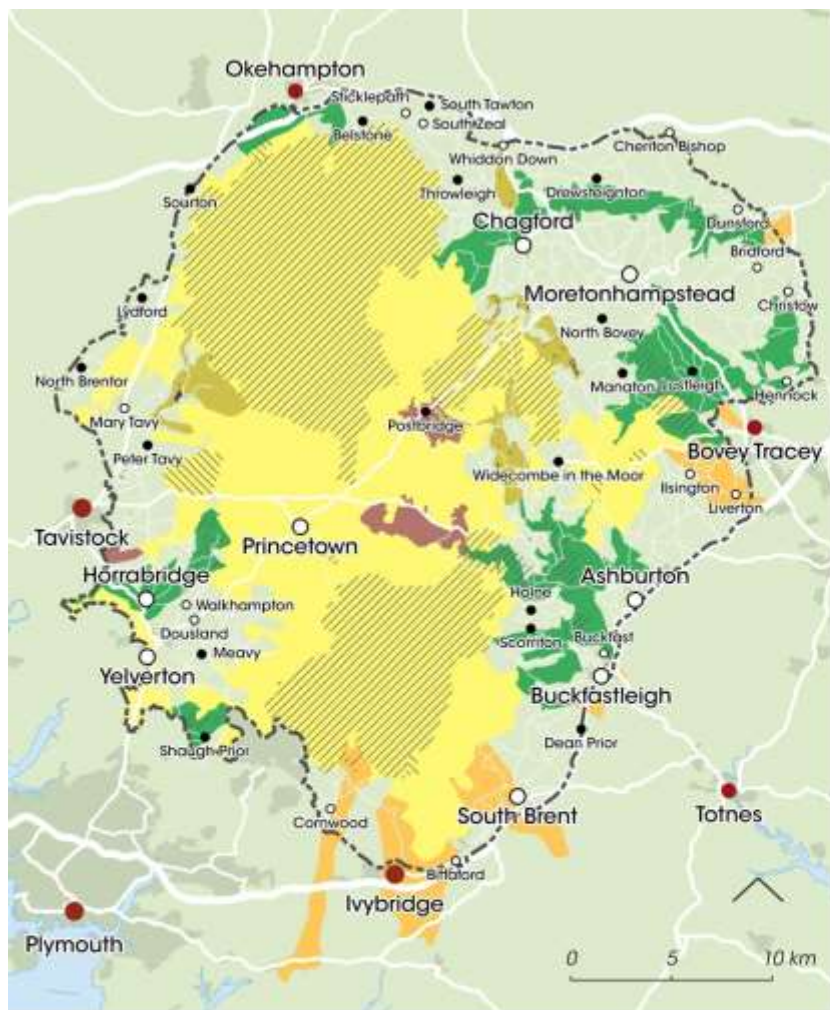 Okehampton
Sticklepath
South Tawton
South Zeal
Belstone
Cheriton Bishop
Whiddon Down
Throwleigh
Drewsteignton
Sourton
Dunsford
Chagford
Bridford
Moretonhampstead
Christow
Lydford
North Bovey
North Brentor
Manaton
Lustleigh
Hennock
Mary Tavy
Postbridge
Peter Tavy
Bovey Tracey
Widecombe in the Moor
Ilsington
Liverton
Tavistock
Princetown
Horrabridge
Ashburton
Holne
Walkhampton
Dousland
Scorriton
Buckfast
Meavy
Yelverton
Buckfastleigh
Dean Prior
Shaugh Prior
Cornwood
South Brent
Totnes
Bittaford
Ivybridge
Plymouth
0 5 10 km